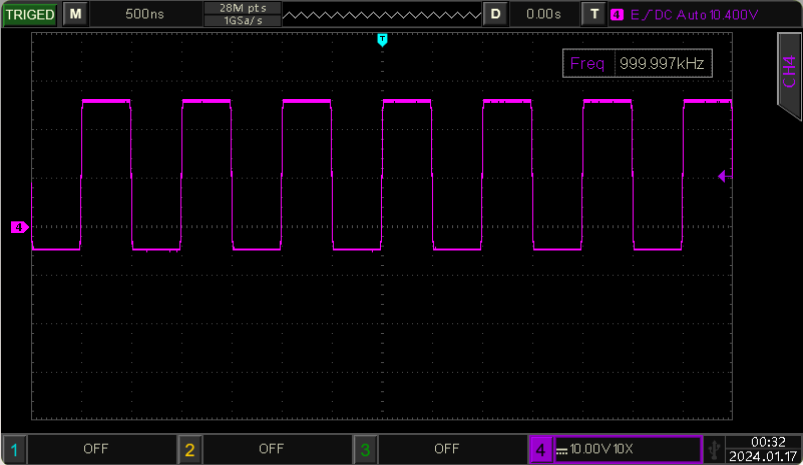 TRIGED M 500ns 28M pts D 0.00s T 4 E DC Auto 10.400V
1GSa/s
T
Freq 999.997kHz
CH4
4
1 OFF 2 OFF 3 OFF 4 10.00V 10X 00:32
2024.01.17